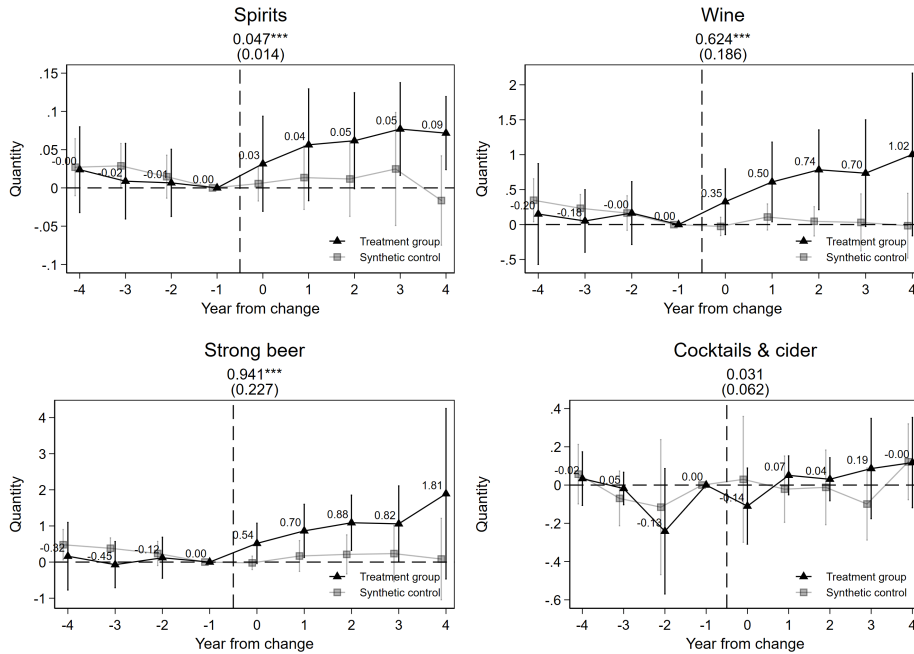 Spirits
0.047***
(0.014)
.15
.1
.05
0
-.05
-.1
Quantity
-0.00
-0.02
-0.01
0.00
0.03
0.04
0.05
0.05
0.09
Treatment group
Synthetic control
-4 -3 -2 -1 0 1 2 3 4
Year from change
Wine
0.624***
(0.186)
2
1.5
1
.5
0
-.5
Quantity
-0.20
-0.18
-0.00
0.00
0.35
0.50
0.74
0.70
1.02
Treatment group
Synthetic control
-4 -3 -2 -1 0 1 2 3 4
Year from change
Strong beer
0.941***
(0.227)
4
3
2
1
0
-1
Quantity
-0.32
-0.45
-0.12
0.00
0.54
0.70
0.88
0.82
1.81
Treatment group
Synthetic control
-4 -3 -2 -1 0 1 2 3 4
Year from change
Cocktails & cider
0.031
(0.062)
.4
.2
0
-.2
-.4
-.6
Quantity
-0.02
0.05
-0.13
0.00
-0.14
0.07
0.04
0.19
-0.00
Treatment group
Synthetic control
-4 -3 -2 -1 0 1 2 3 4
Year from change